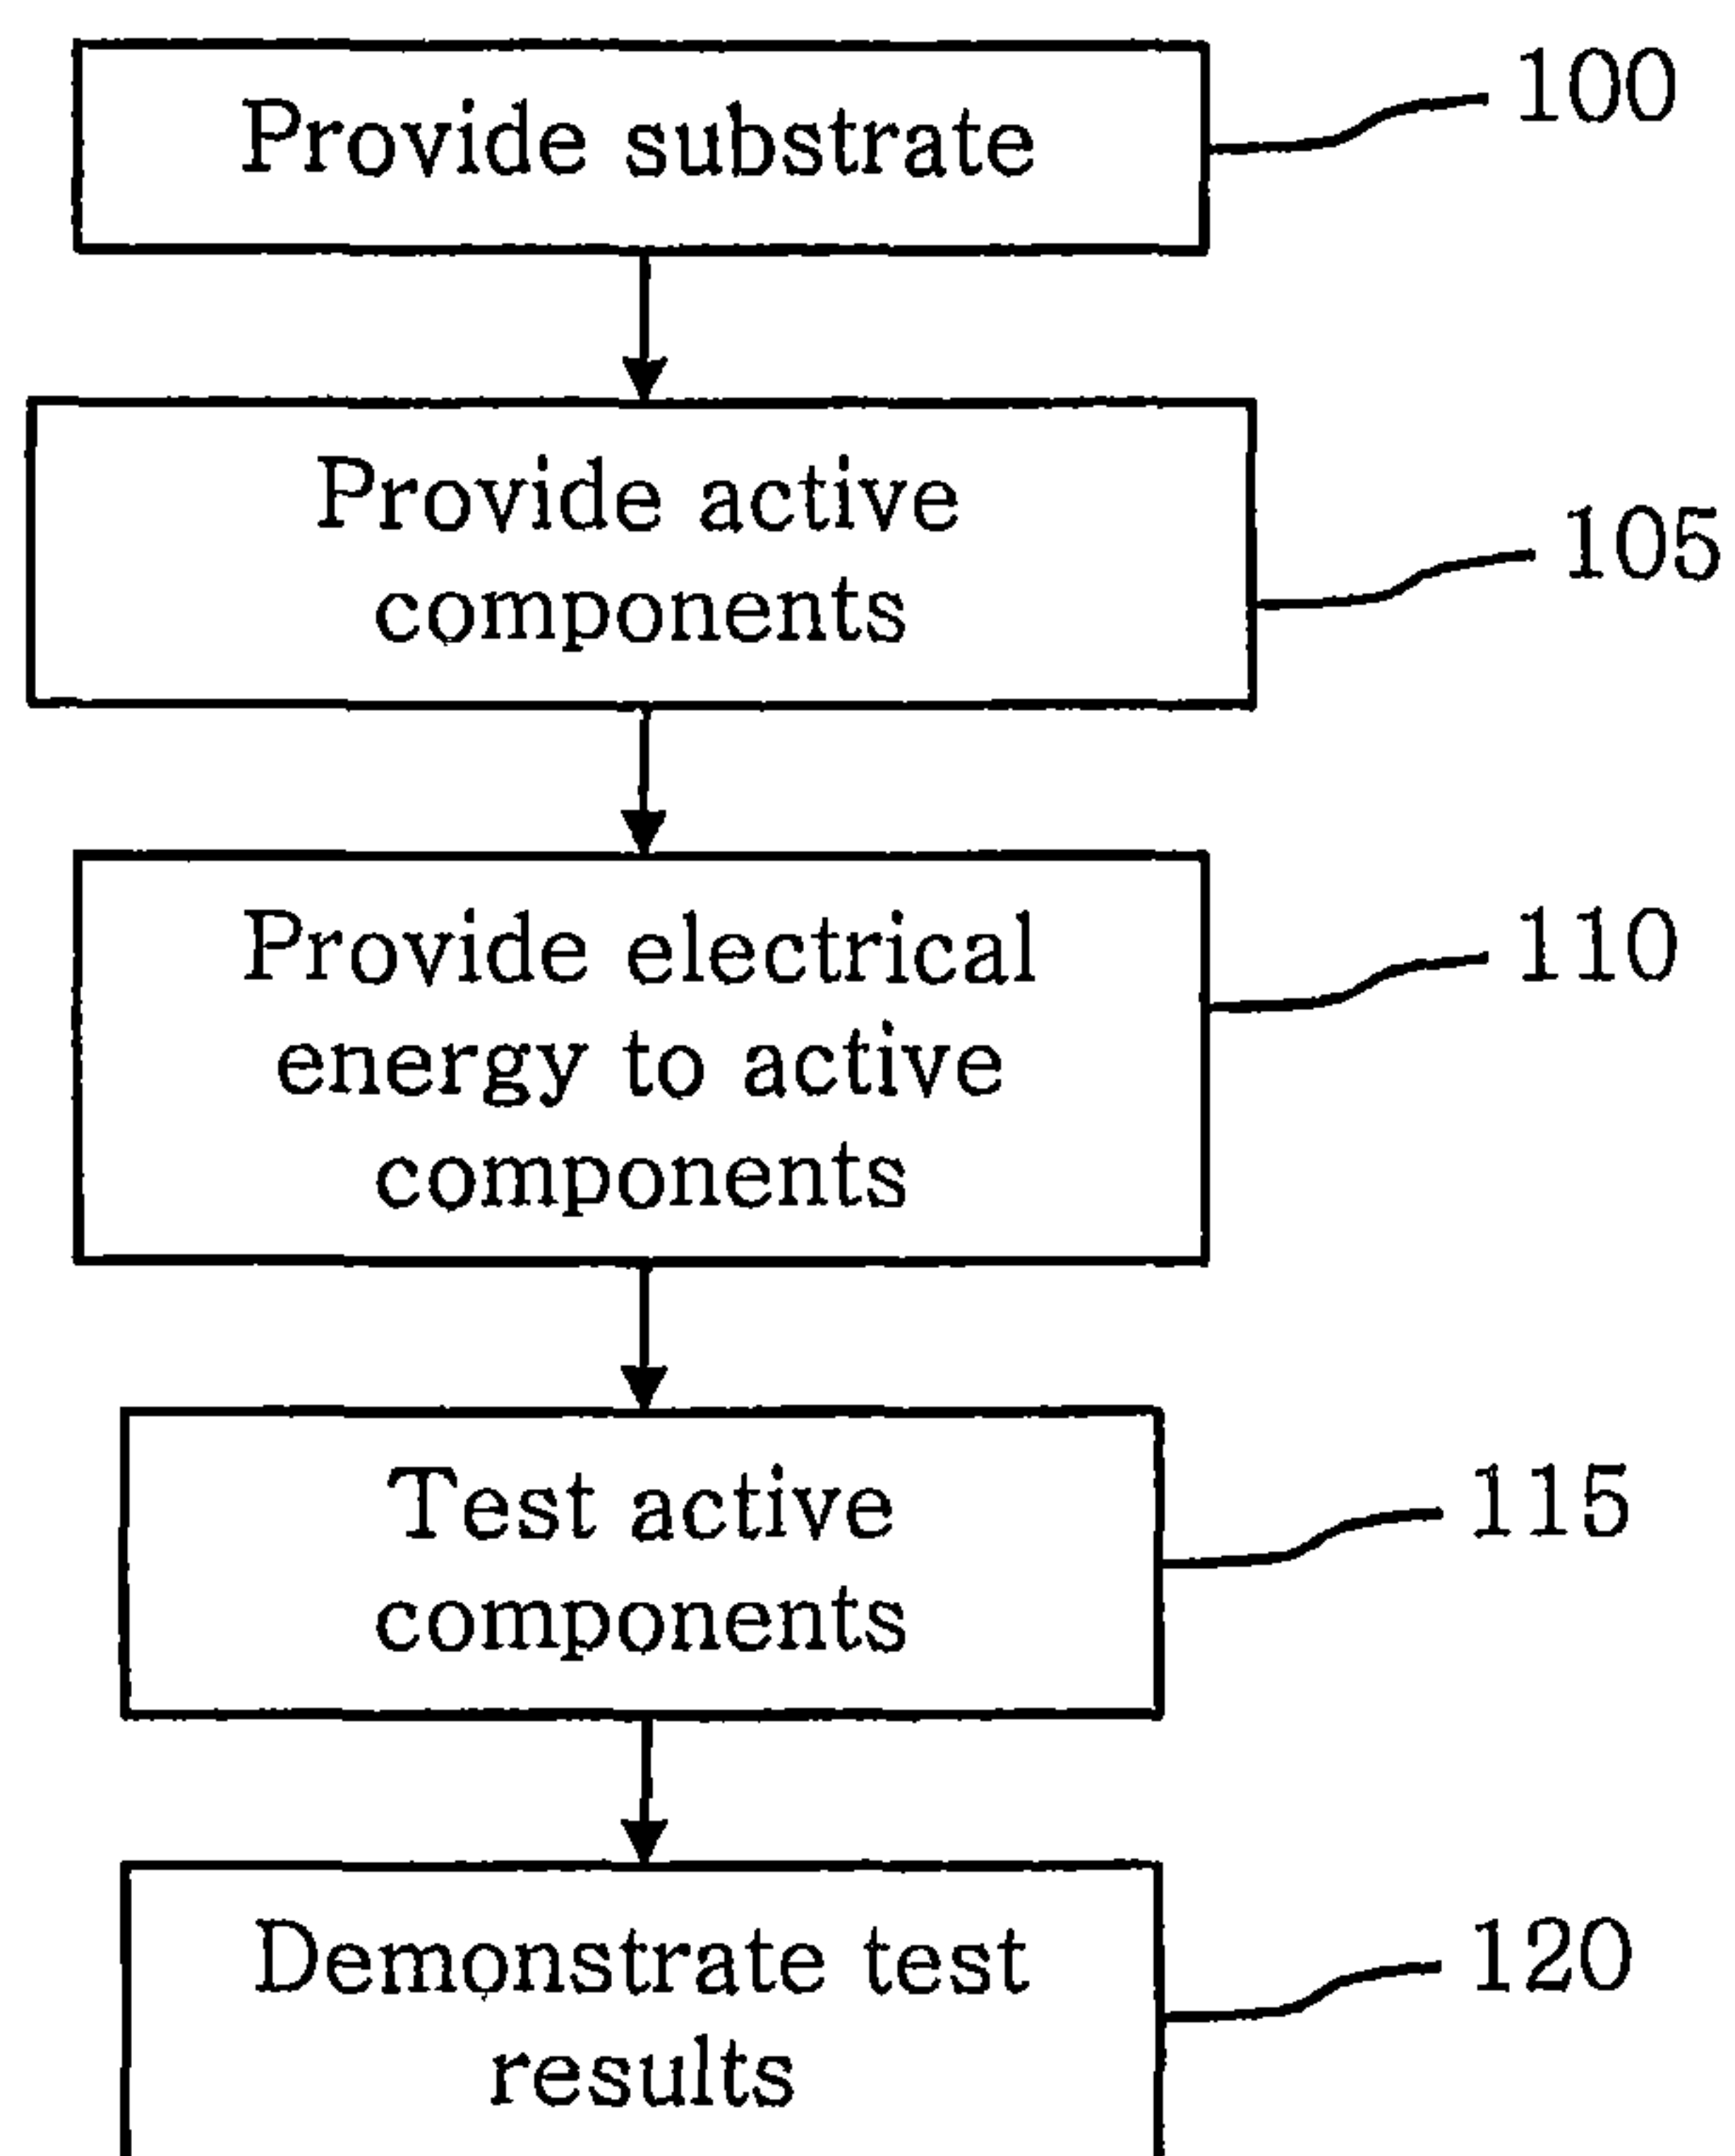 Provide substrate
100
Provide active
components
105
Provide electrical
energy to active
components
110
Test active
components
115
Demonstrate test
results
120